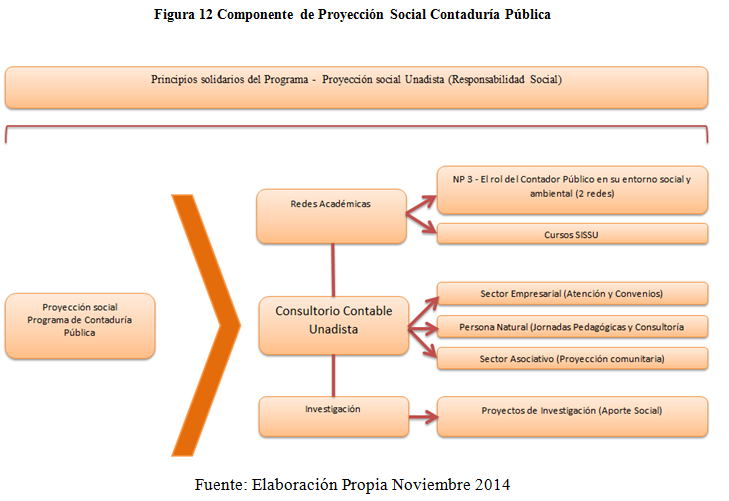 Figura 12 Componente de Proyección Social Contaduría Pública
Principios solidarios del Programa - Proyección social Unadista (Responsabilidad Social)
NP 3 - El rol del Contador Público en su entorno social y
ambiental (2 redes)
Redes Académicas
Cursos SISSU
Proyección social
Programa de Contaduría
Pública
Consultorio Contable
Unadista
Sector Empresarial (Atención y Convenios)
Persona Natural (Jornadas Pedagógicas y Consultoría
Sector Asociativo (Proyección comunitaria)
Investigación
Proyectos de Investigación (Aporte Social)
Fuente: Elaboración Propia Noviembre 2014